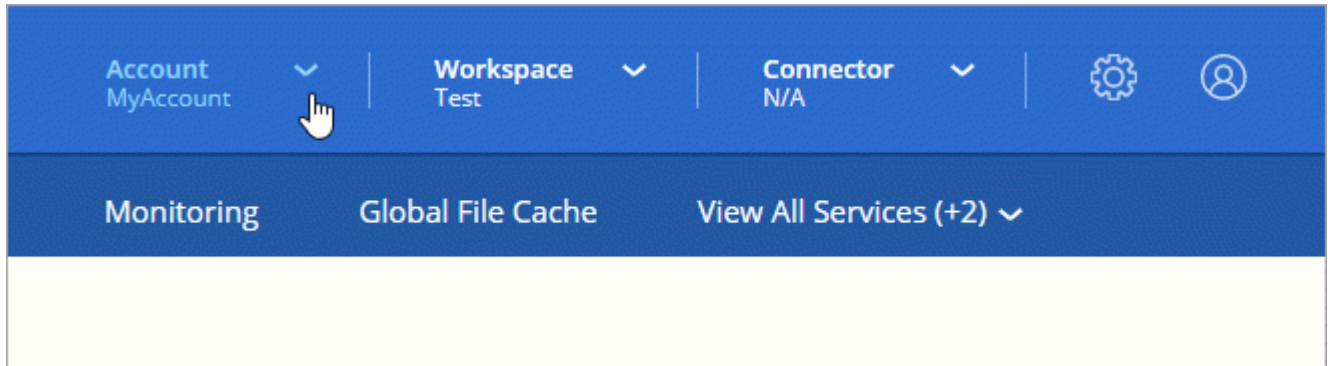 Account
MyAccount
Workspace
Test
Connector
N/A
Monitoring
Global File Cache
View All Services (+2)